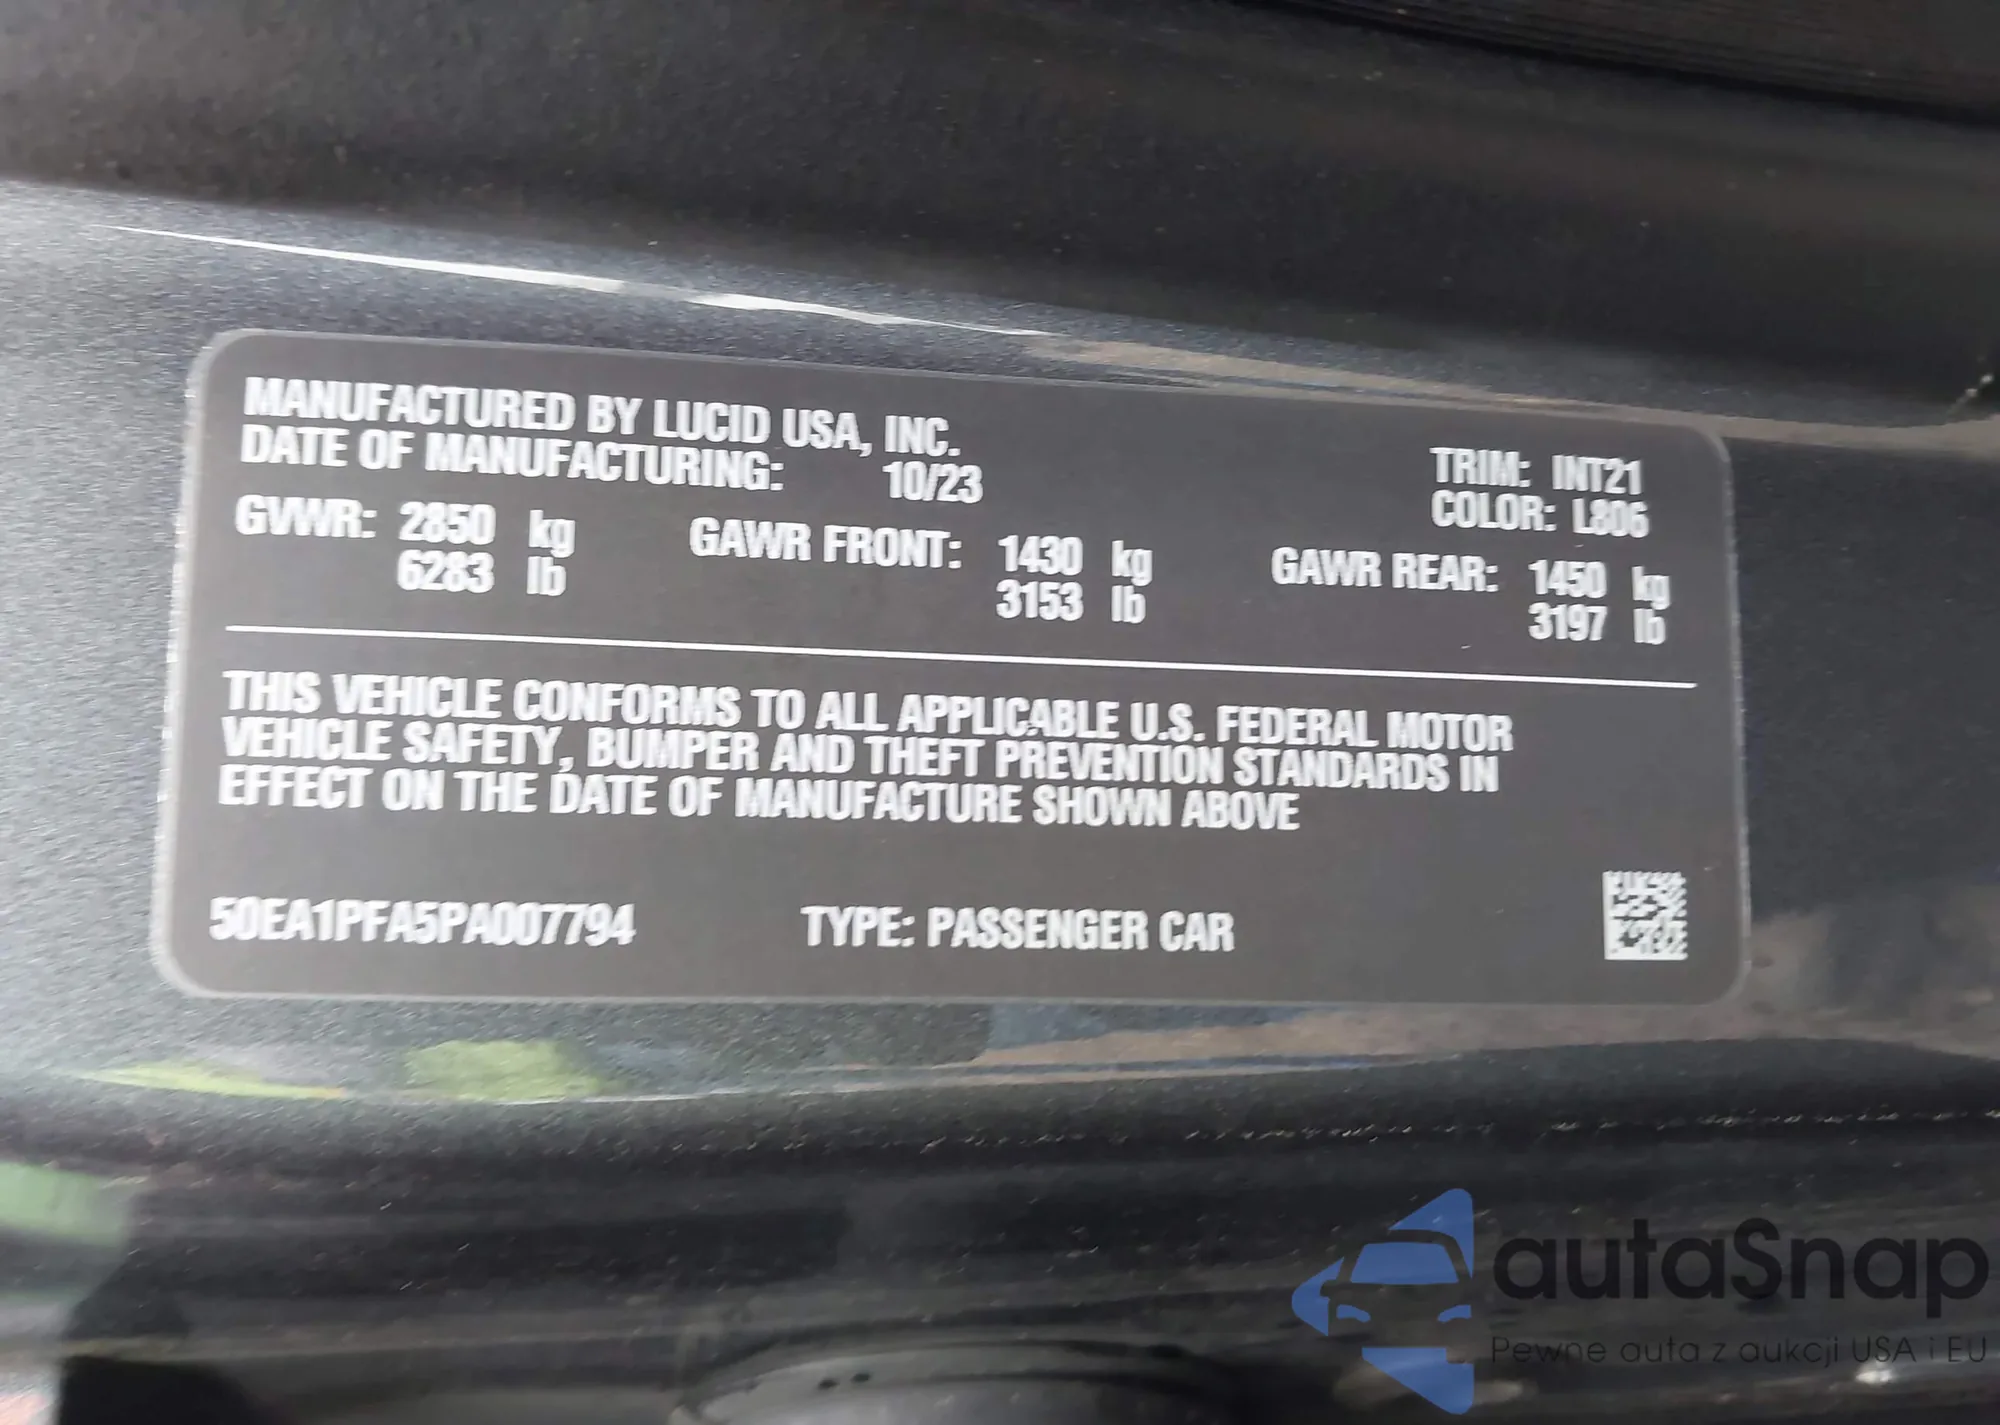 MANUFACTURED BY LUCID USA, INC.
DATE OF MANUFACTURING: 10/23
TRIM: INT21
COLOR: L806
GVWR: 2850 kg GAWR FRONT: 1430 kg GAWR REAR: 1450 kg
6283 lb 3153 lb 3197 lb
THIS VEHICLE CONFORMS TO ALL APPLICABLE U.S. FEDERAL MOTOR
VEHICLE SAFETY, BUMPER AND THEFT PREVENTION STANDARDS IN
EFFECT ON THE DATE OF MANUFACTURE SHOWN ABOVE
50EA1PFA5PA007794 TYPE: PASSENGER CAR
autaSnap
Pewne auta z aukcji USA i EU